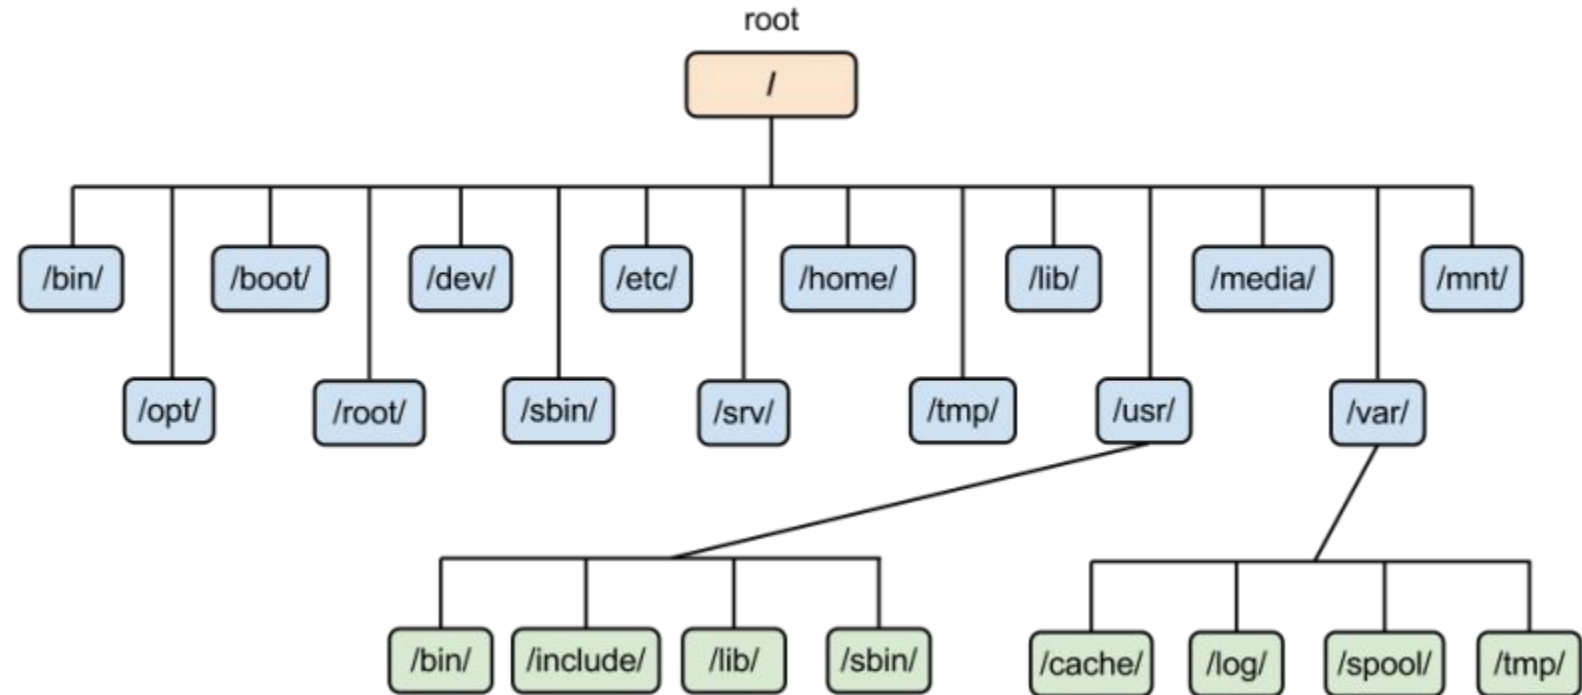 root
/
/bin/
/boot/
/dev/
/etc/
/home/
/lib/
/media/
/mnt/
/opt/
/root/
/sbin/
/srv/
/tmp/
/usr/
/var/
/bin/
/include/
/lib/
/sbin/
/cache/
/log/
/spool/
/tmp/